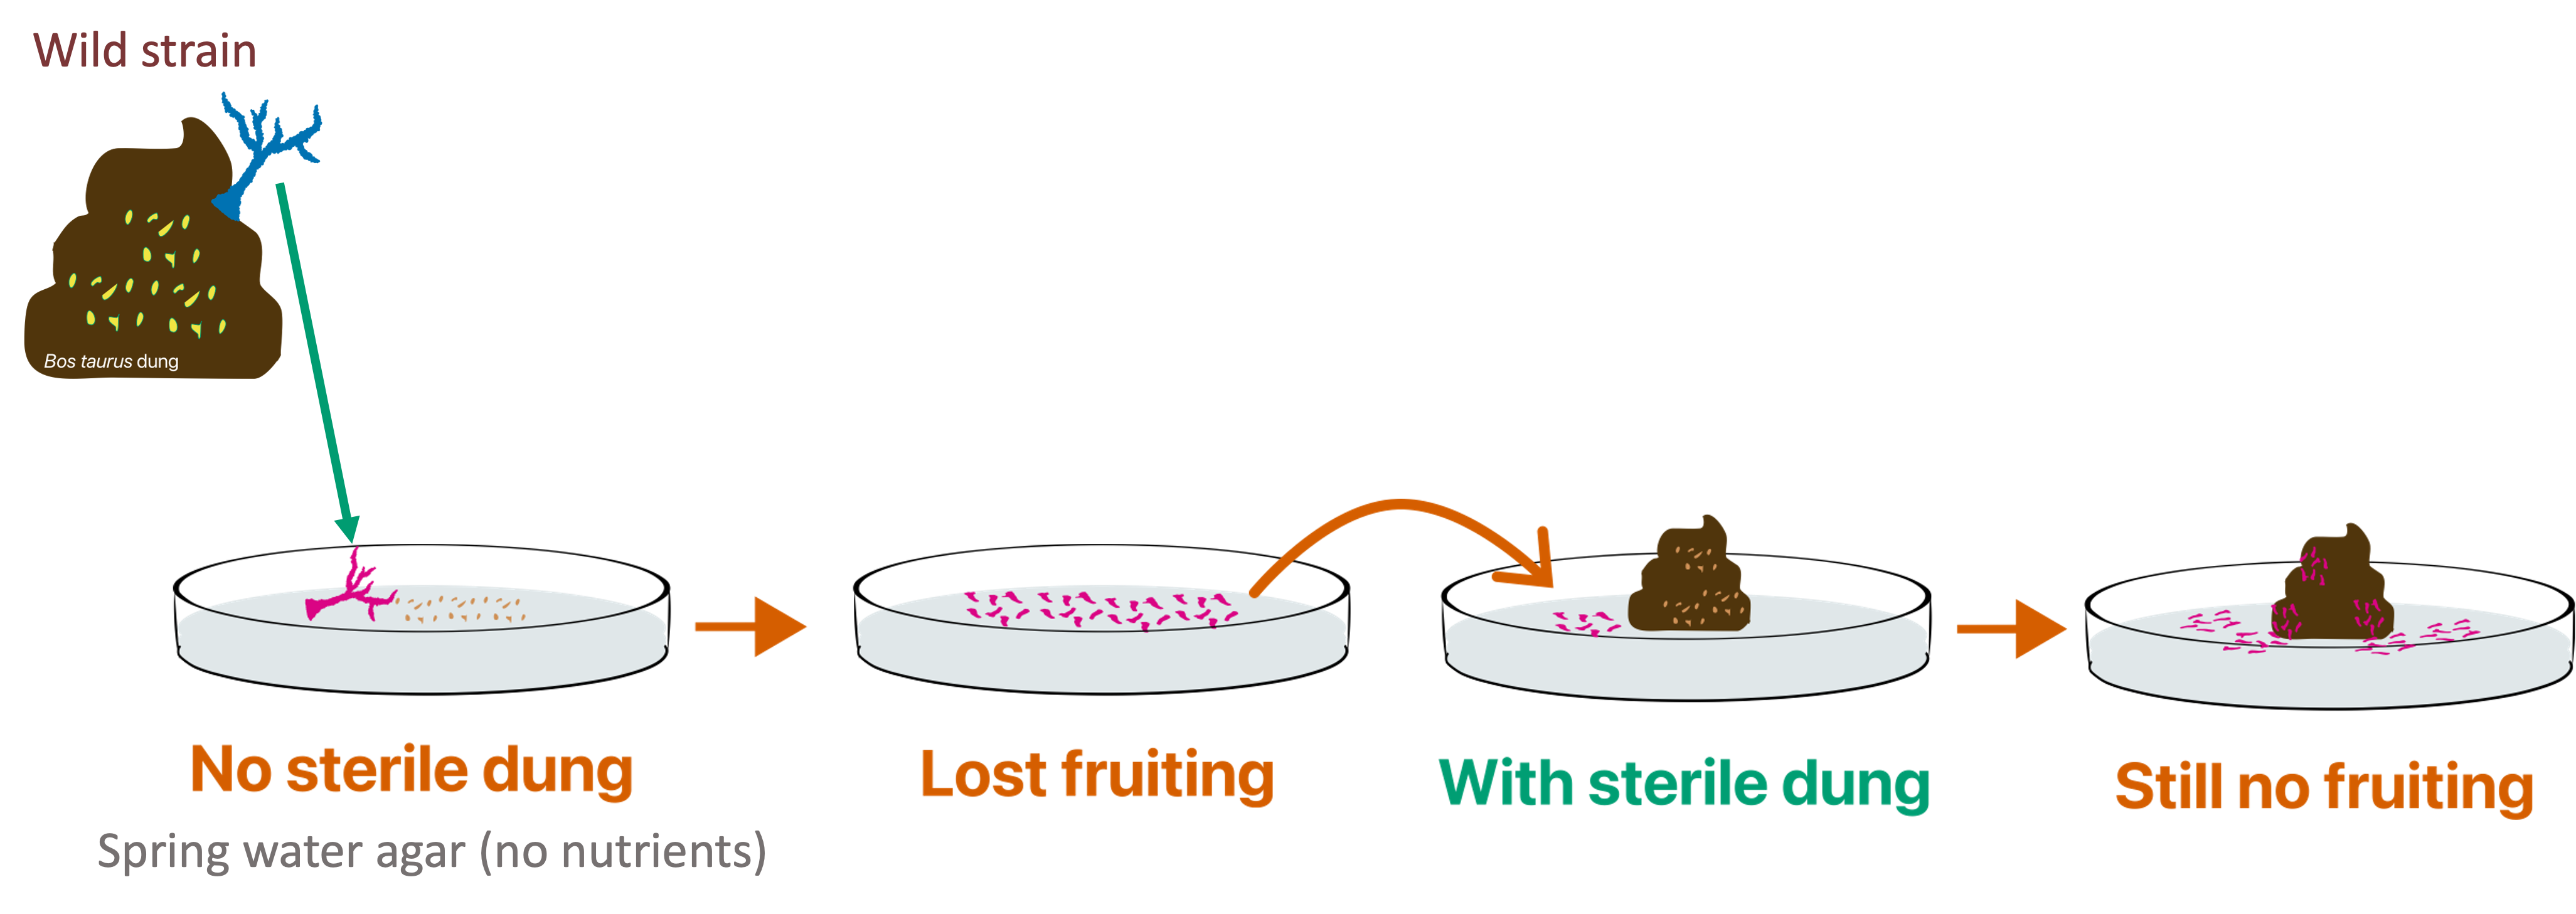 Wild strain
Bos taurus dung
No sterile dung
Spring water agar (no nutrients)
Lost fruiting
With sterile dung
Still no fruiting